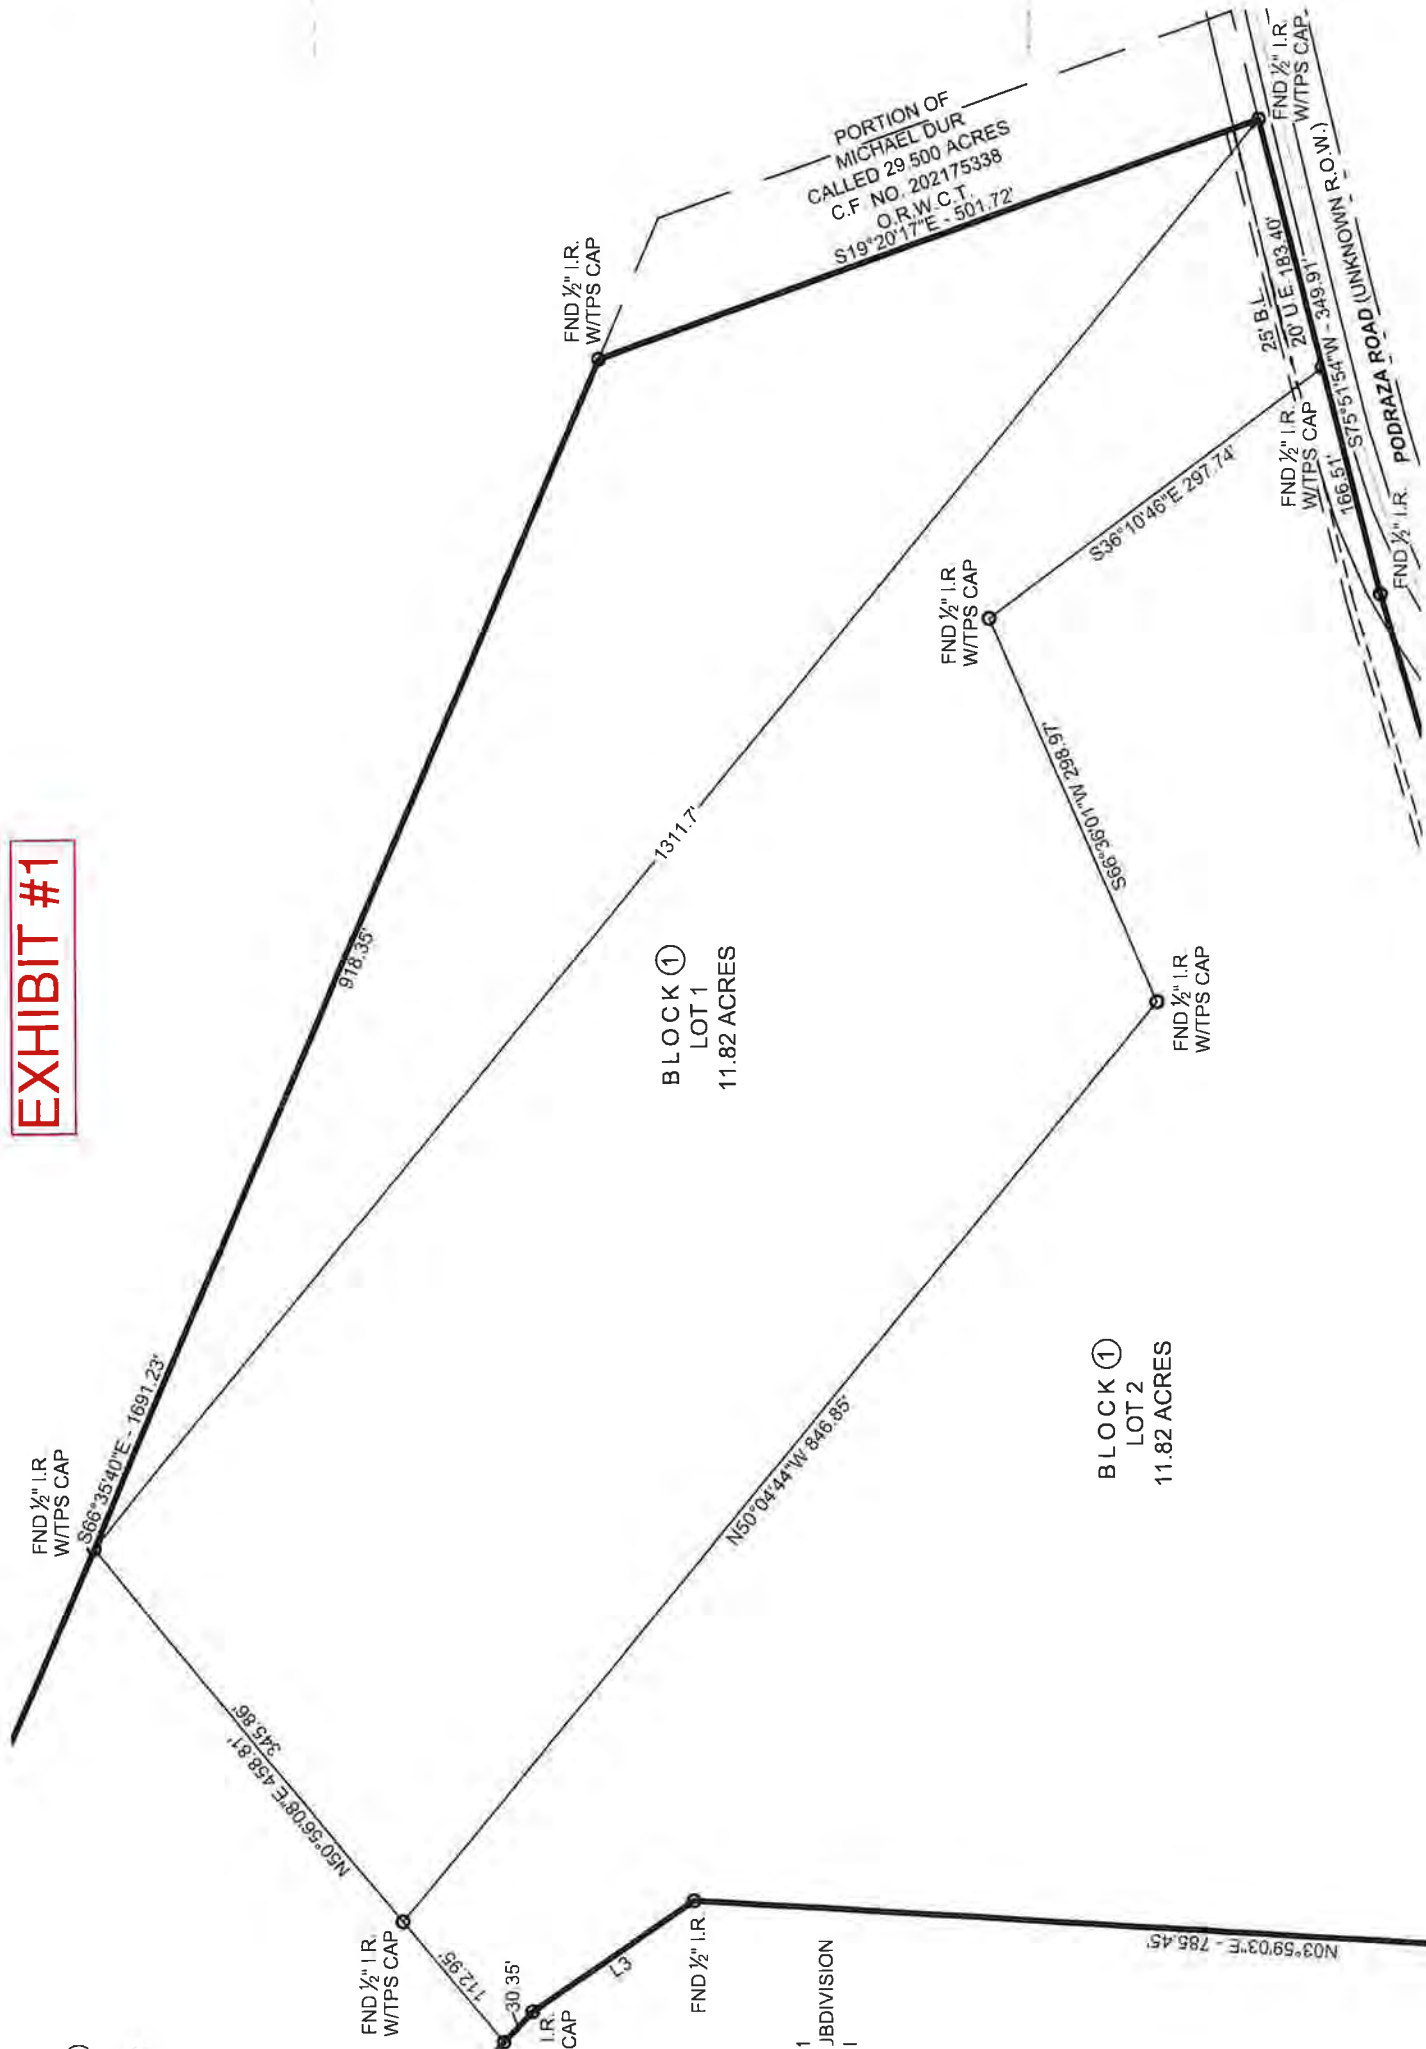 EXHIBIT #1
FND ½" I.R.
W/TPS CAP
PORTION OF
MICHAEL DUR
CALLED 29.500 ACRES
C.F. NO. 202175338
O.R.W.C.T.
S19°20'17"E - 501.72'
FND ½" I.R.
W/TPS CAP
25' B.L.
20' U.E. 183.40'
S75°51'54"W - 349.91'
PODRAZA ROAD (UNKNOWN R.O.W.)
FND ½" I.R.
W/TPS CAP
166.51'
FND ½" I.R.
S36°10'46"E 297.74'
FND ½" I.R
W/TPS CAP
S66°36'01"W 298.97'
FND ½" I.R
W/TPS CAP
918.35'
1311.7'
BLOCK 1
LOT 1
11.82 ACRES
FND ½" I.R
W/TPS CAP
S66°35'40"E - 1691.23'
N50°04'44"W 846.85'
BLOCK 1
LOT 2
11.82 ACRES
345.86'
N50°56'08"E 458.81'
FND ½" I.R.
W/TPS CAP
112.95'
30.35'
I.R.
CAP
L3
FND ½" I.R.
N03°59'03"E - 785.45'
1
JBDIVISION